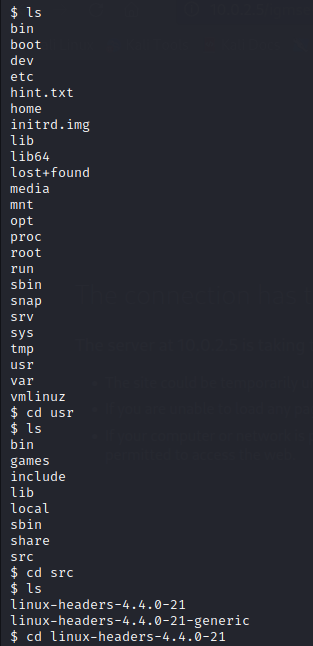 $ ls
bin
boot
dev
etc
hint.txt
home
initrd.img
lib
lib64
lost+found
media
mnt
opt
proc
root
run
sbin
snap
srv
sys
tmp
usr
var
vmlinuz
$ cd usr
$ ls
bin
games
include
lib
local
sbin
share
src
$ cd src
$ ls
linux-headers-4.4.0-21
linux-headers-4.4.0-21-generic
$ cd linux-headers-4.4.0-21